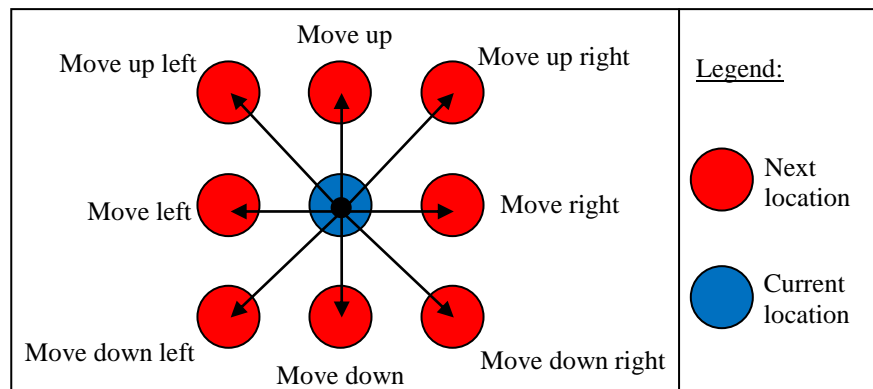 Move up
Move up left
Move up right
Move left
Move right
Move down left
Move down
Move down right
Legend:
Next
location
Current
location